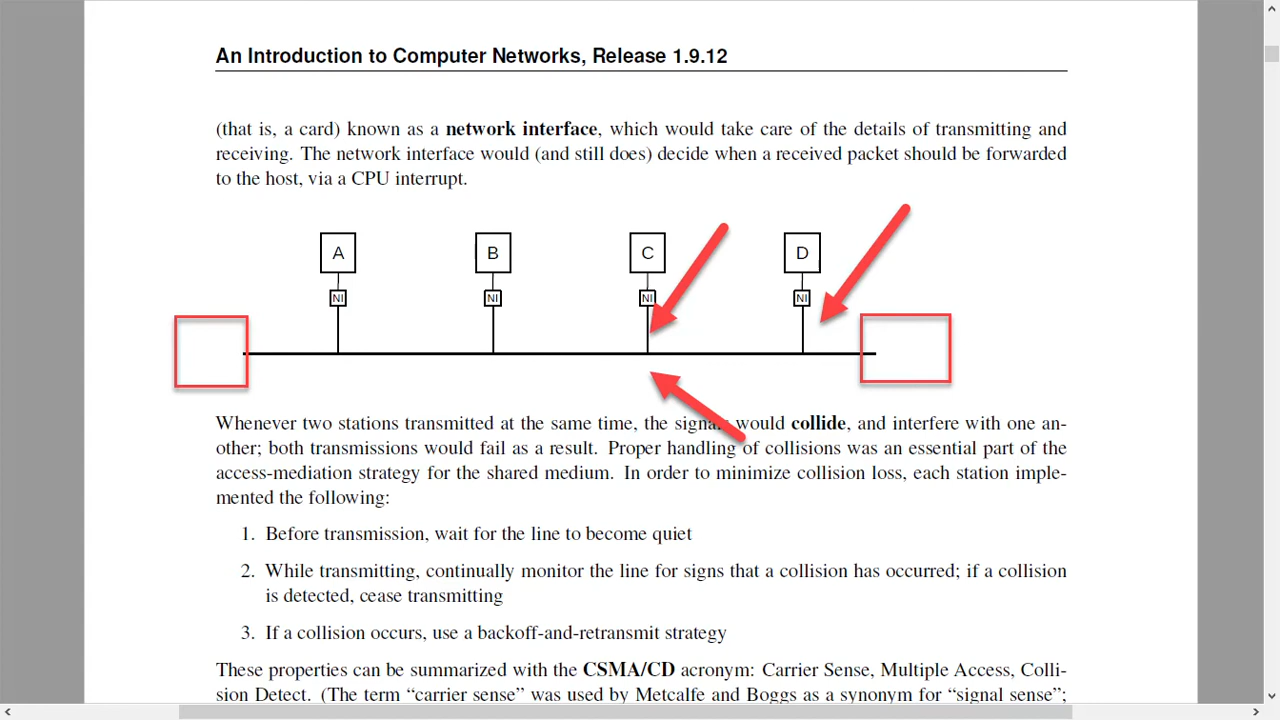 An Introduction to Computer Networks, Release 1.9.12
(that is, a card) known as a network interface, which would take care of the details of transmitting and
receiving. The network interface would (and still does) decide when a received packet should be forwarded
to the host, via a CPU interrupt.
A B C D
NI NI NI NI
Whenever two stations transmitted at the same time, the signals would collide, and interfere with one an-
other; both transmissions would fail as a result. Proper handling of collisions was an essential part of the
access-mediation strategy for the shared medium. In order to minimize collision loss, each station imple-
mented the following:
1. Before transmission, wait for the line to become quiet
2. While transmitting, continually monitor the line for signs that a collision has occurred; if a collision
is detected, cease transmitting
3. If a collision occurs, use a backoff-and-retransmit strategy
These properties can be summarized with the CSMA/CD acronym: Carrier Sense, Multiple Access, Colli-
sion Detect. (The term “carrier sense” was used by Metcalfe and Boggs as a synonym for “signal sense”;